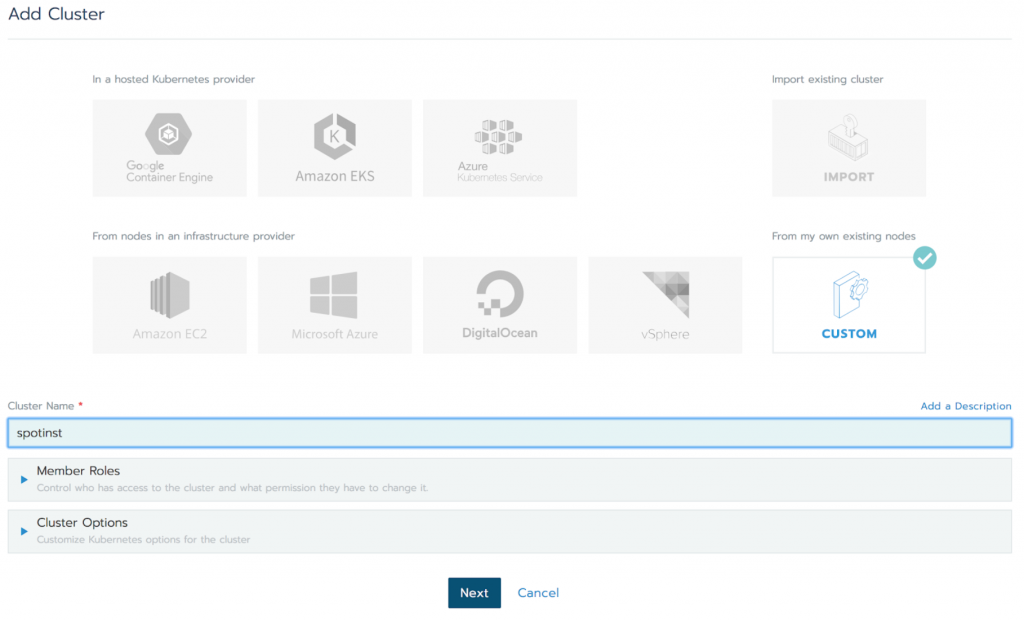 Add Cluster
In a hosted Kubernetes provider
Import existing cluster
Google
Container Engine
K
Amazon EKS
Azure
Kubernetes Service
IMPORT
From nodes in an infrastructure provider
From my own existing nodes
Amazon EC2
Microsoft Azure
DigitalOcean
vSphere
CUSTOM
Cluster Name *
Add a Description
spotinst
Member Roles
Control who has access to the cluster and what permission they have to change it.
Cluster Options
Customize Kubernetes options for the cluster
Next
Cancel